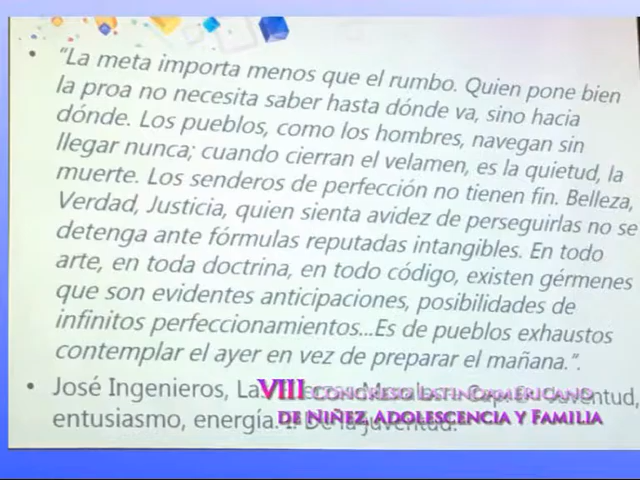 "La meta importa menos que el rumbo. Quien pone bien
la proa no necesita saber hasta dónde va, sino hacia
dónde. Los pueblos, como los hombres, navegan sin
llegar nunca; cuando cierran el velamen, es la quietud, la
muerte. Los senderos de perfección no tienen fin. Belleza,
Verdad, Justicia, quien sienta avidez de perseguirlas no se
detenga ante fórmulas reputadas intangibles. En todo
arte, en toda doctrina, en todo código, existen gérmenes
que son evidentes anticipaciones, posibilidades de
infinitos perfeccionamientos...Es de pueblos exhaustos
contemplar el ayer en vez de preparar el mañana.".
José Ingenieros, Las Juventud,
entusiasmo, energía. De la juventud.
VIII Congreso Latinoamericano
de Niñez, Adolescencia y Familia